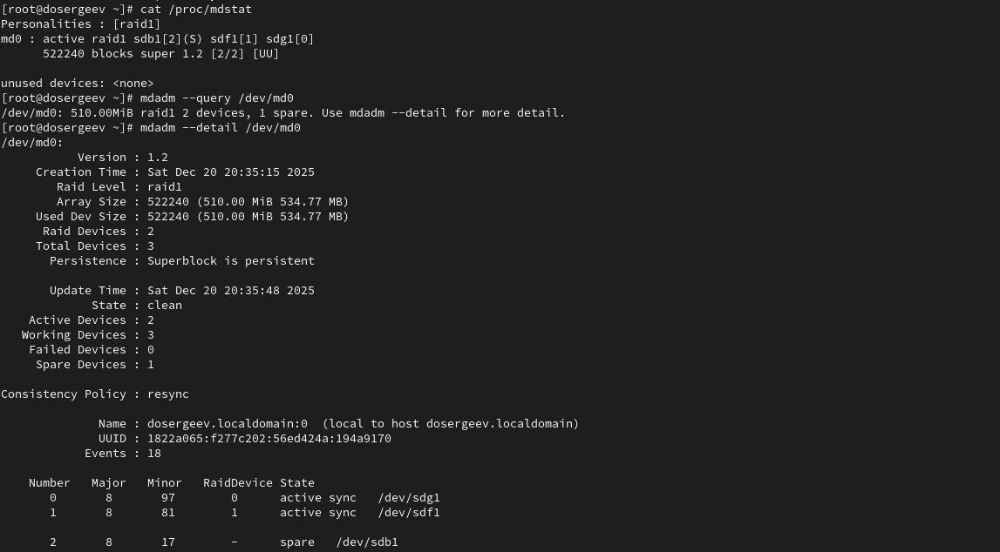 [root@dosergeev ~]# cat /proc/mdstat
Personalities : [raid1]
md0 : active raid1 sdb1[2](S) sdf1[1] sdg1[0]
      522240 blocks super 1.2 [2/2] [UU]

unused devices: <none>
[root@dosergeev ~]# mdadm --query /dev/md0
/dev/md0: 510.00MiB raid1 2 devices, 1 spare. Use mdadm --detail for more detail.
[root@dosergeev ~]# mdadm --detail /dev/md0
/dev/md0:
           Version : 1.2
     Creation Time : Sat Dec 20 20:35:15 2025
        Raid Level : raid1
        Array Size : 522240 (510.00 MiB 534.77 MB)
     Used Dev Size : 522240 (510.00 MiB 534.77 MB)
      Raid Devices : 2
     Total Devices : 3
       Persistence : Superblock is persistent

       Update Time : Sat Dec 20 20:35:48 2025
             State : clean
    Active Devices : 2
   Working Devices : 3
    Failed Devices : 0
     Spare Devices : 1

Consistency Policy : resync

              Name : dosergeev.localdomain:0  (local to host dosergeev.localdomain)
              UUID : 1822a065:f277c202:56ed424a:194a9170
            Events : 18

    Number   Major   Minor   RaidDevice State
       0       8       97        0      active sync   /dev/sdg1
       1       8       81        1      active sync   /dev/sdf1

       2       8       17        -      spare   /dev/sdb1